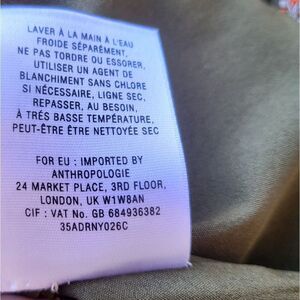 LAVER À LA MAIN À L'EAU
FROIDE SÉPARÉMENT,
NE PAS TORDRE OU ESSORER,
UTILISER UN AGENT DE
BLANCHIMENT SANS CHLORE
SI NÉCESSAIRE, LIGNE SEC,
REPASSER, AU BESOIN,
À TRÉS BASSE TEMPÉRATURE,
PEUT-ÊTRE ÊTRE NETTOYÉE SEC
FOR EU : IMPORTED BY
ANTHROPOLOGIE
24 MARKET PLACE, 3RD FLOOR,
LONDON, UK W1W8AN
CIF : VAT No. GB 684936382
35ADRNY026C